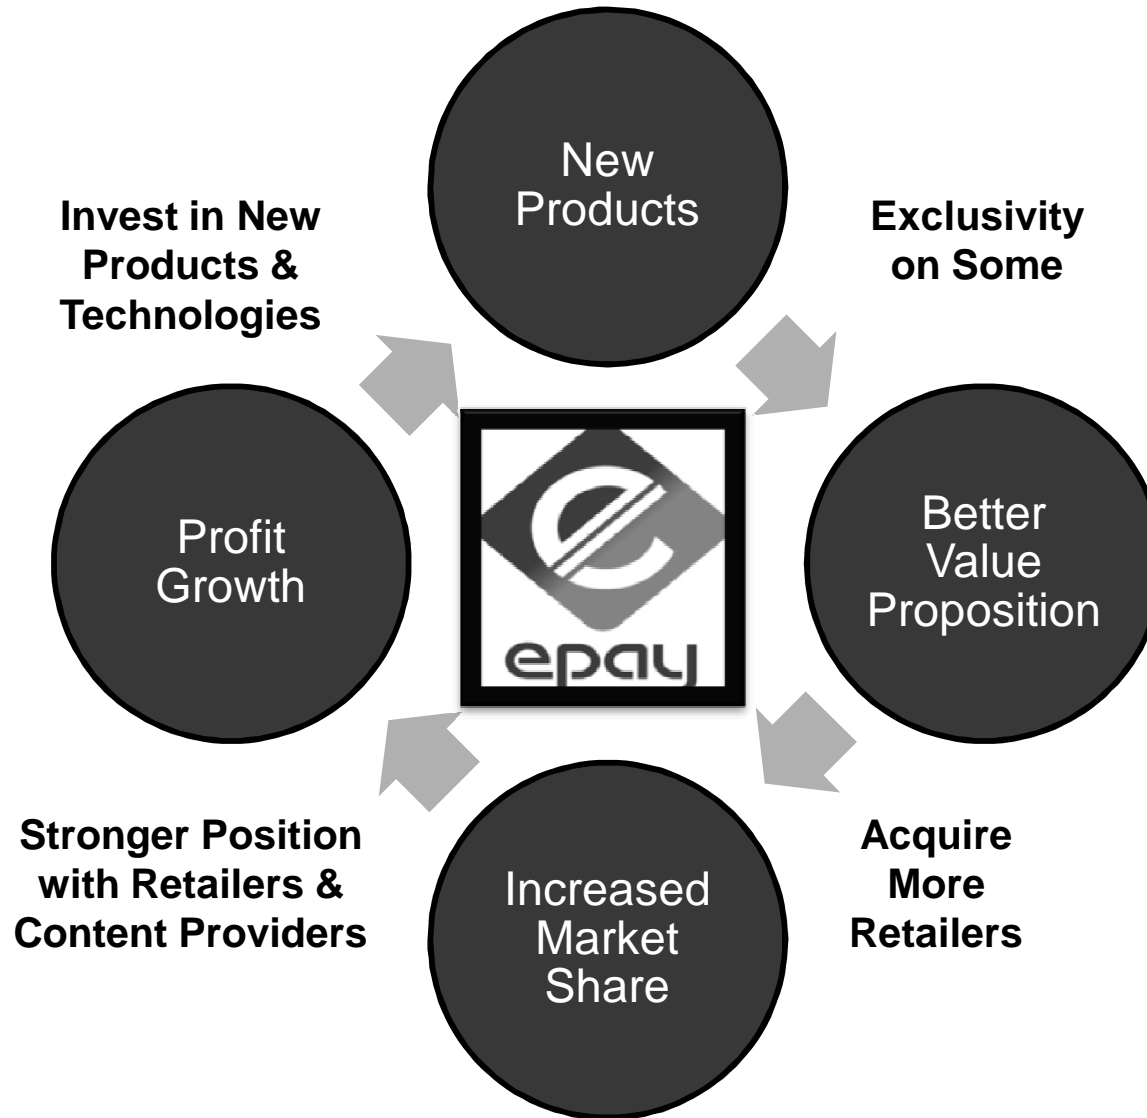 New
Products
Invest in New
Products &
Technologies
Exclusivity
on Some
Profit
Growth
epay
Better
Value
Proposition
Stronger Position
with Retailers &
Content Providers
Increased
Market
Share
Acquire
More
Retailers